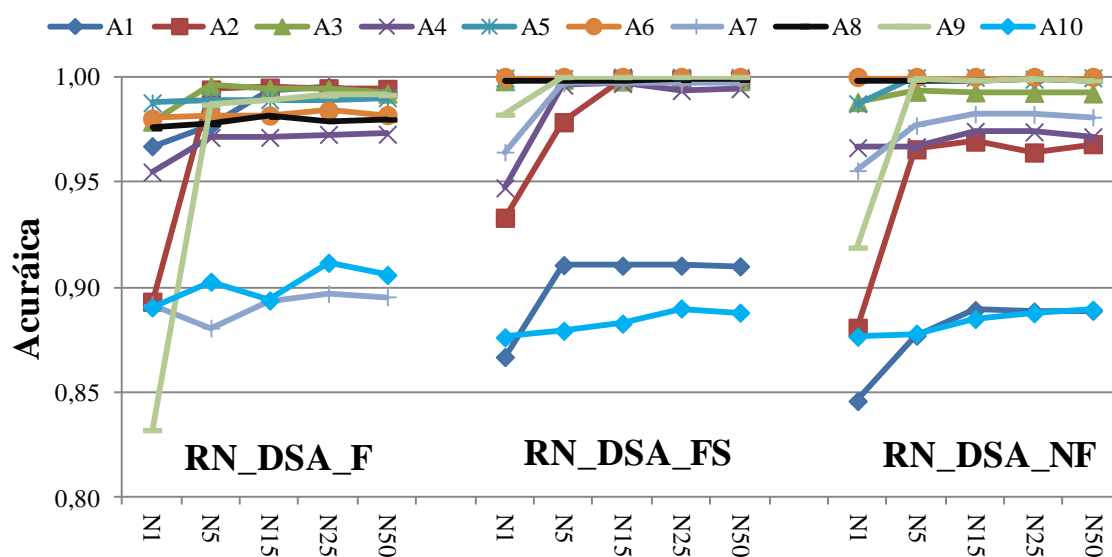 A1 A2 A3 A4 A5 A6 A7 A8 A9 A10
1,00
0,95
0,90
0,85
0,80
Acuráica
RN_DSA_F RN_DSA_FS RN_DSA_NF
N1 N5 N15 N25 N50 N1 N5 N15 N25 N50 N1 N5 N15 N25 N50